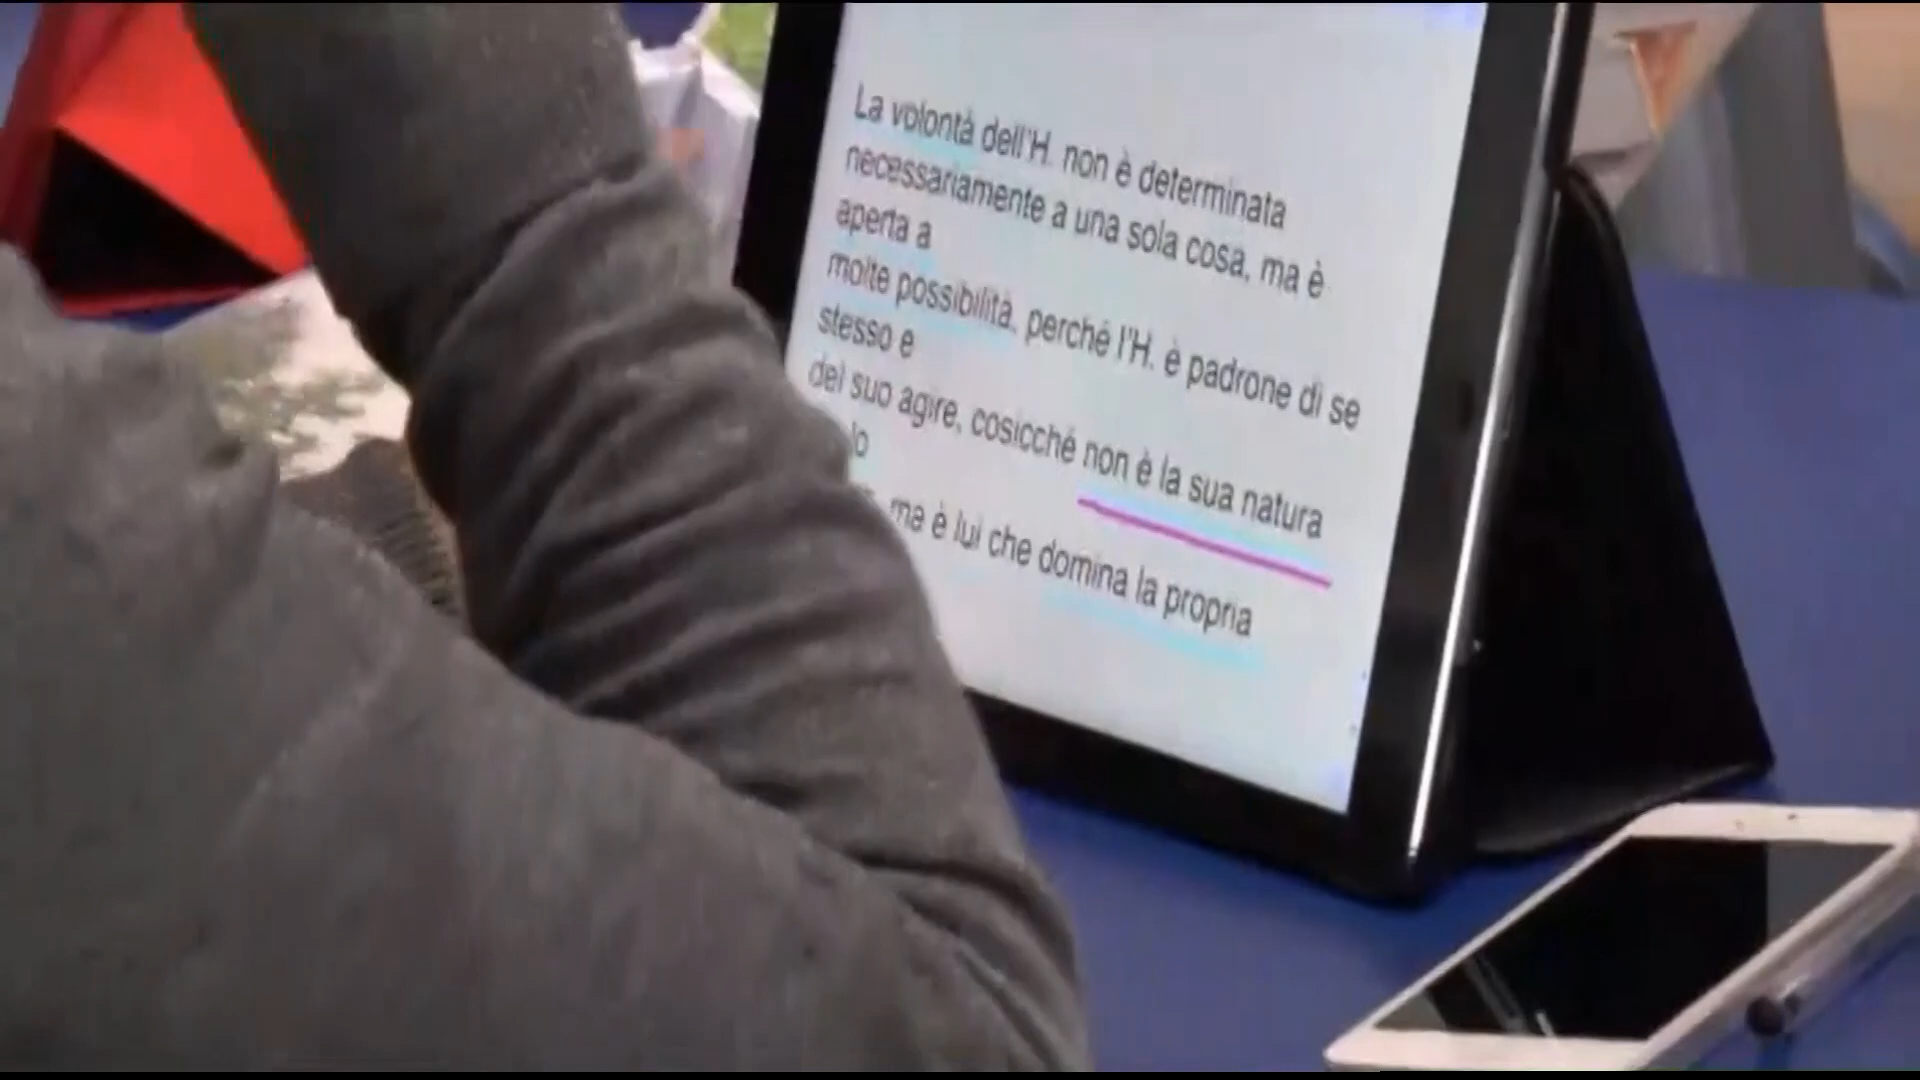 La volontà dell'H. non è determinata
necessariamente a una sola cosa, ma è
aperta a
molte possibilità, perché l'H. è padrone di se
stesso e
del suo agire, cosicché non è la sua natura
lo
ma è lui che domina la propria